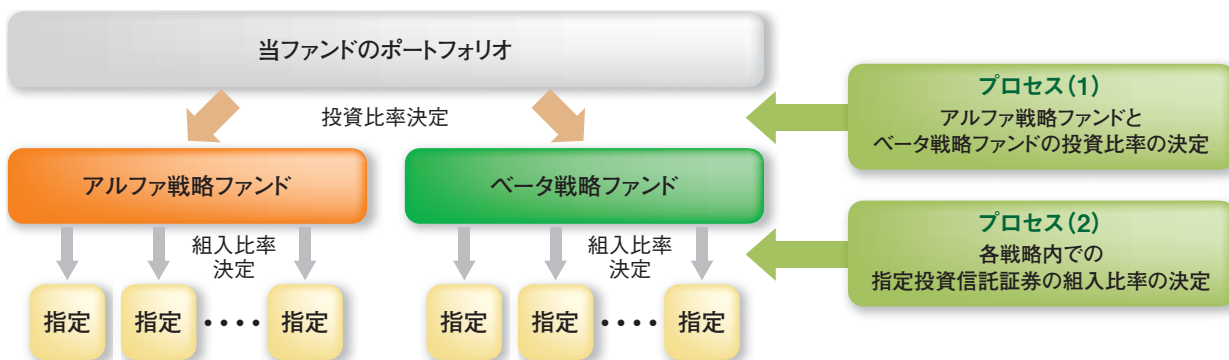 当ファンドのポートフォリオ
投資比率決定
プロセス(1)
アルファ戦略ファンドと
ベータ戦略ファンドの投資比率の決定
アルファ戦略ファンド
ベータ戦略ファンド
組入比率
決定
組入比率
決定
プロセス(2)
各戦略内での
指定投資信託証券の組入比率の決定
指定 指定 ・・・・ 指定
指定 指定 ・・・・ 指定